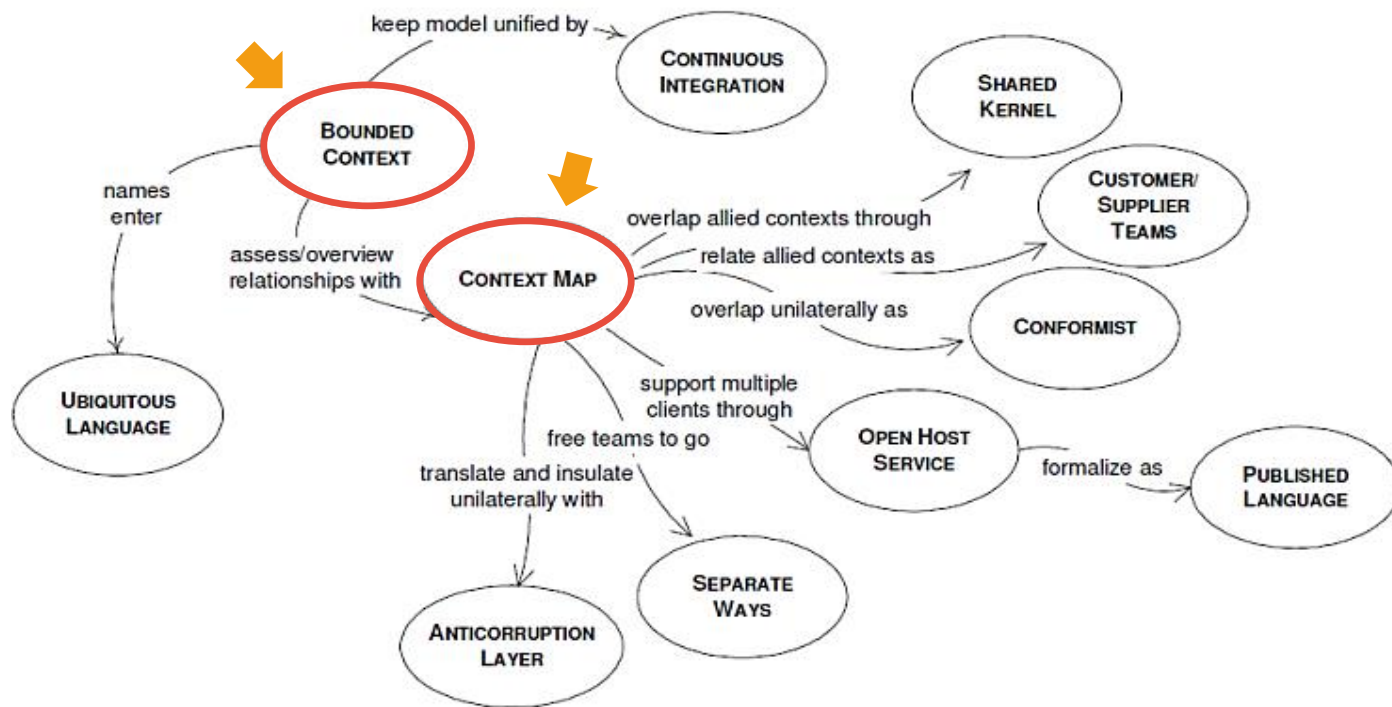 keep model unified by
CONTINUOUS
INTEGRATION
SHARED
KERNEL
BOUNDED
CONTEXT
names
enter
CUSTOMER/
SUPPLIER
TEAMS
overlap allied contexts through
assess/overview
relationships with
relate allied contexts as
CONTEXT MAP
overlap unilaterally as
CONFORMIST
UBIQUITOUS
LANGUAGE
support multiple
clients through
free teams to go
OPEN HOST
SERVICE
formalize as
PUBLISHED
LANGUAGE
translate and insulate
unilaterally with
SEPARATE
WAYS
ANTICORRUPTION
LAYER